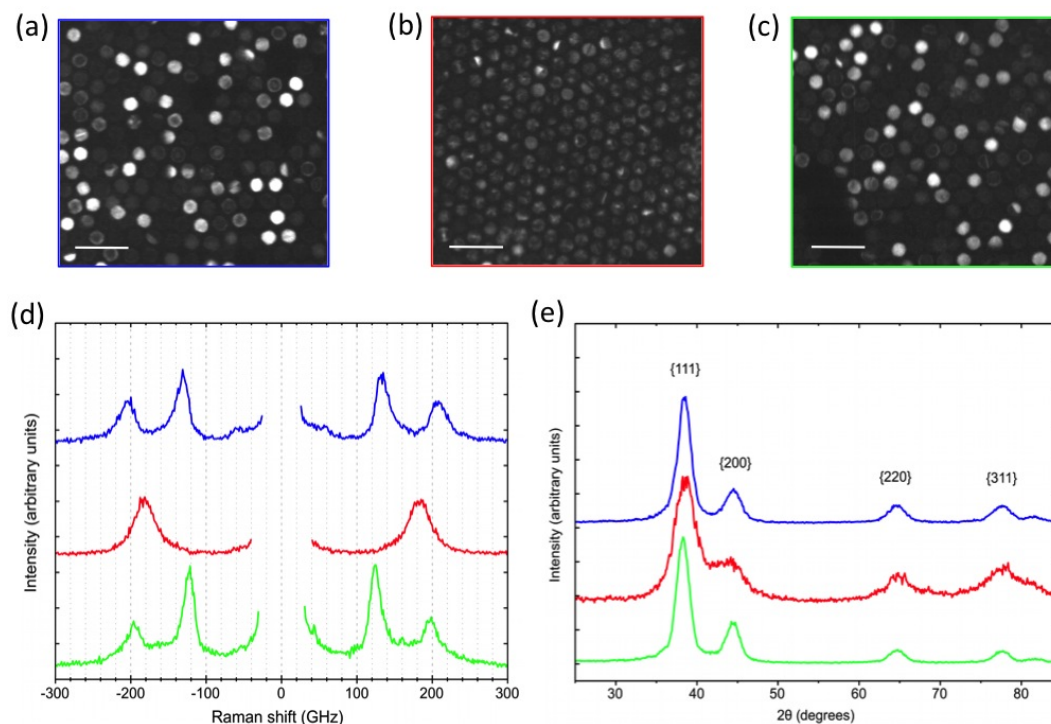 (a)
(b)
(c)
(d)
Intensity (arbitrary units)
-300 -200 -100 0 100 200 300
Raman shift (GHz)
(e)
Intensity (arbitrary units)
{111}
{200}
{220}
{311}
30 40 50 60 70 80
2θ (degrees)